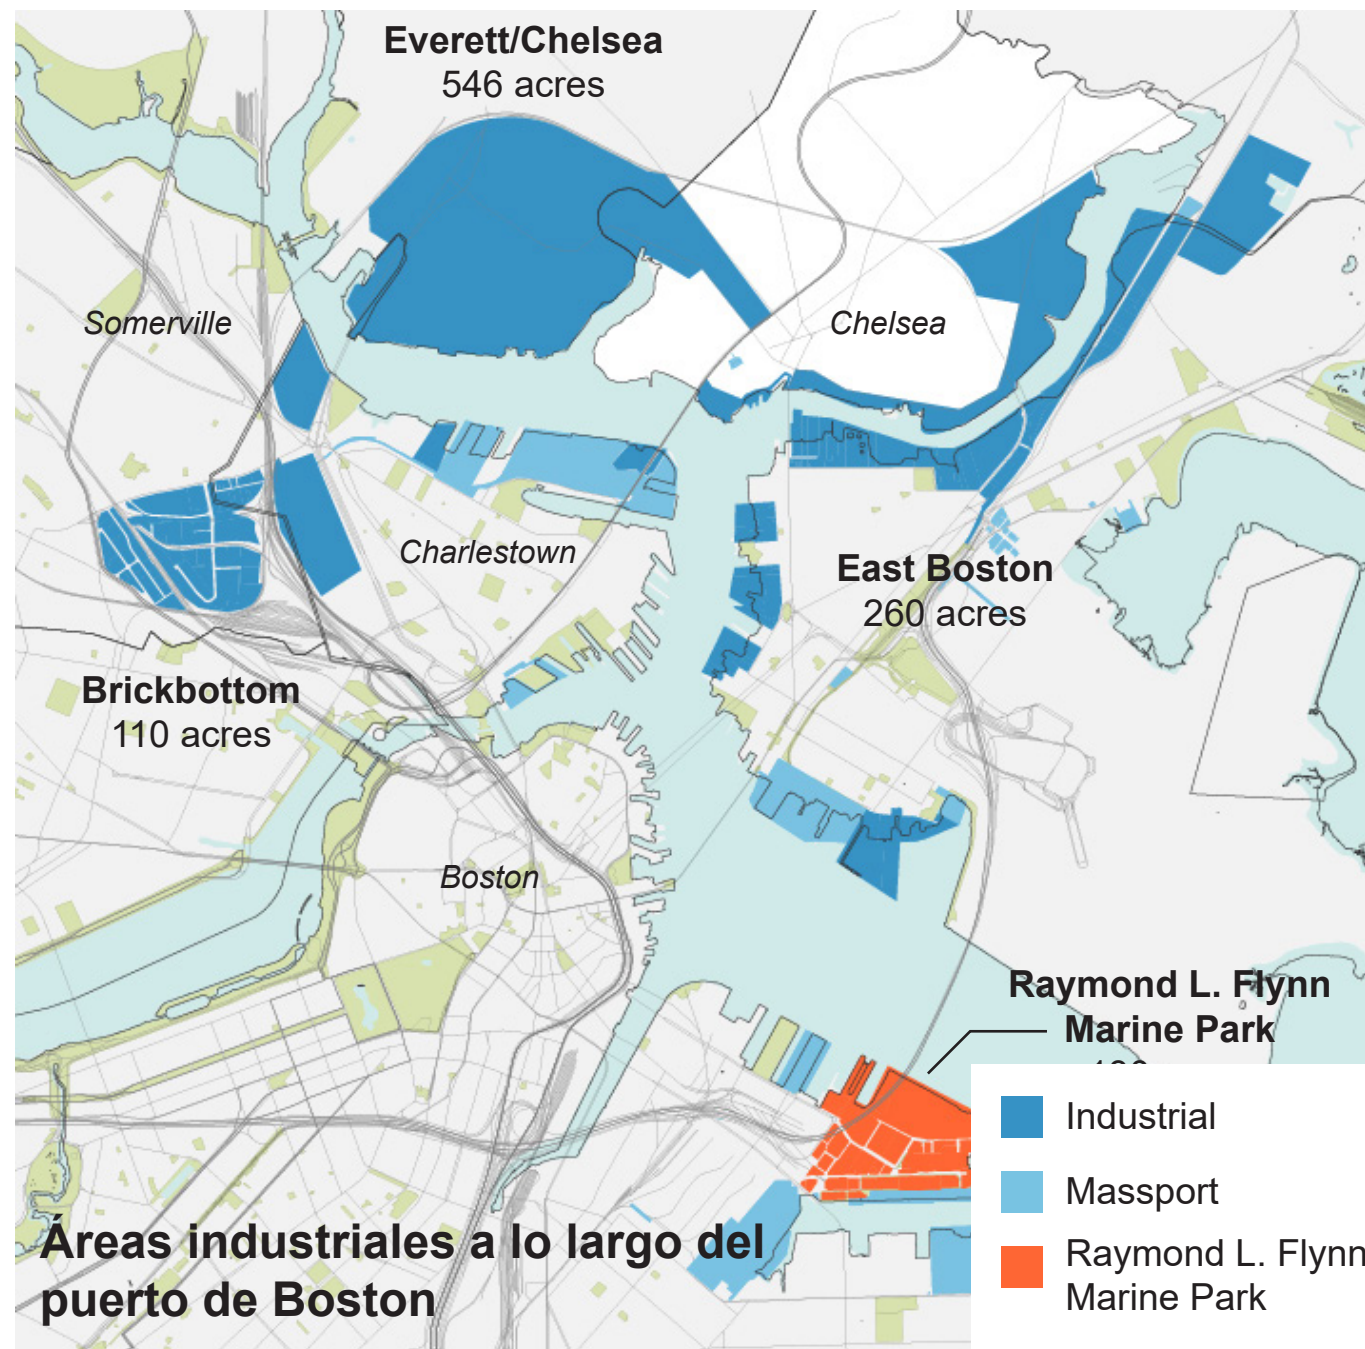 Everett/Chelsea
546 acres
Somerville
Chelsea
Charlestown
East Boston
260 acres
Brickbottom
110 acres
Boston
Raymond L. Flynn
Marine Park
Industrial
Massport
Raymond L. Flynn
Marine Park
Áreas industriales a lo largo del
puerto de Boston